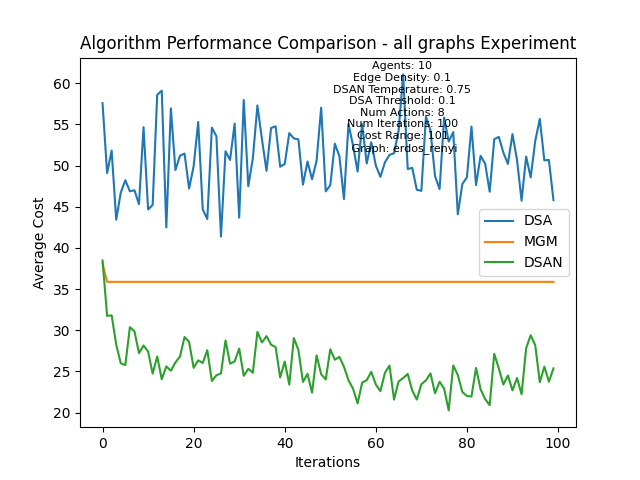 Algorithm Performance Comparison - all graphs Experiment
Agents: 10
Edge Density: 0.1
DSAN Temperature: 0.75
DSA Threshold: 0.1
Num Actions: 8
Num Iterations: 100
Cost Range: 101
Graph: erdos_renyi
60
55
50
45
40
35
30
25
20
Average Cost
DSA
MGM
DSAN
0
20
40
60
80
100
Iterations